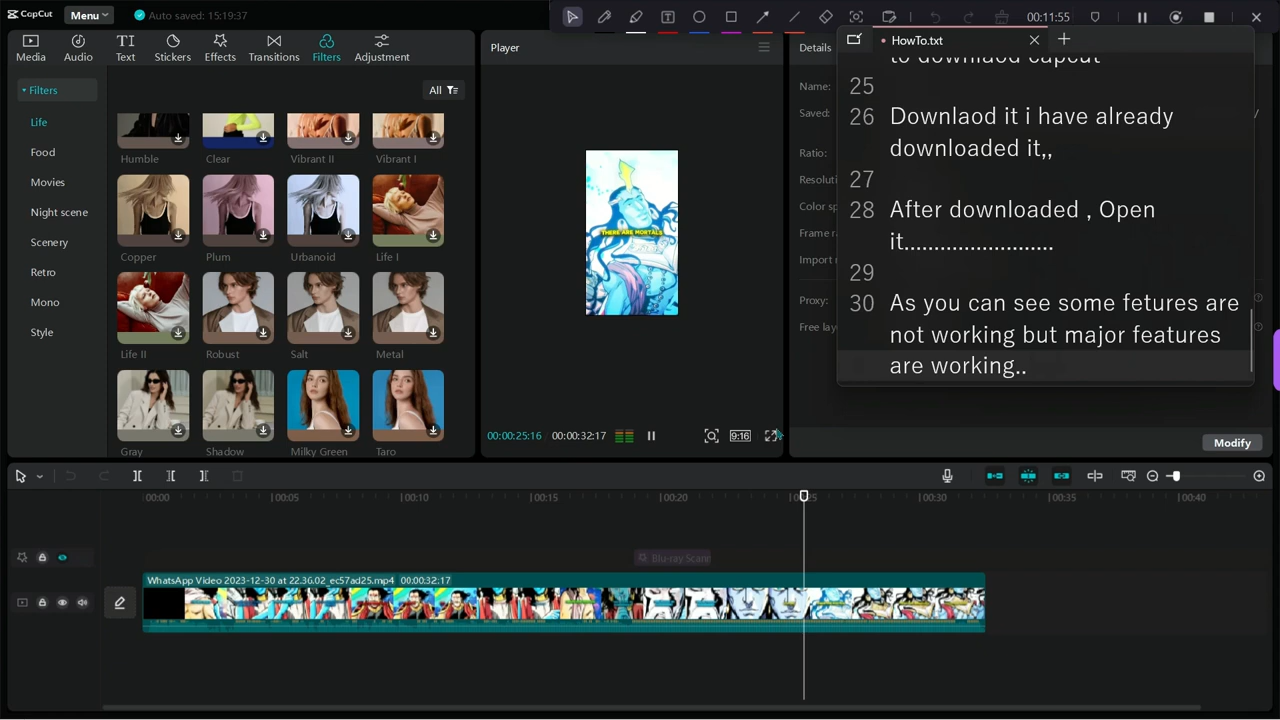 CapCut
Menu
Auto saved: 15:19:37
00:11:55
Media
Audio
Text
Stickers
Effects
Transitions
Filters
Adjustment
Filters
Life
Food
Movies
Night scene
Scenery
Retro
Mono
Style
All
Humble
Clear
Vibrant II
Vibrant I
Copper
Plum
Urbanoid
Life I
Life II
Robust
Salt
Metal
Gray
Shadow
Milky Green
Taro
Player
THERE ARE MORTALS
00:00:25:16
00:00:32:17
9:16
Details
Name:
Saved:
Ratio:
Color s
Frame r
Import
Proxy:
Free lay
Modify
HowTo.txt
to downlaod capcut
25
26 Downlaod it i have already
downloaded it,,
27
28 After downloaded , Open
it.........................
29
30 As you can see some fetures are
not working but major features
are working..
00:00
00:05
00:10
00:15
00:20
00:30
00:35
00:40
Blu-ray Scann
WhatsApp Video 2023-12-30 at 22.36.02_ec57ad25.mp4 00:00:32:17